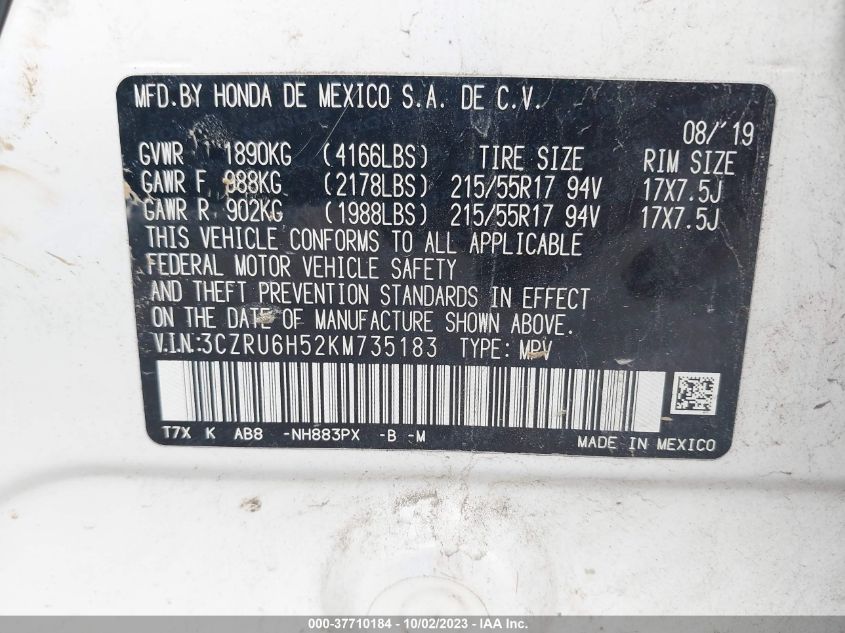 MFD.BY HONDA DE MEXICO S.A. DE C.V.
08/'19
GVWR 1890KG (4166LBS) TIRE SIZE RIM SIZE
GAWR F 988KG (2178LBS) 215/55R17 94V 17X7.5J
GAWR R 902KG (1988LBS) 215/55R17 94V 17X7.5J
THIS VEHICLE CONFORMS TO ALL APPLICABLE
FEDERAL MOTOR VEHICLE SAFETY
AND THEFT PREVENTION STANDARDS IN EFFECT
ON THE DATE OF MANUFACTURE SHOWN ABOVE.
V.I.N:3CZRU6H52KM735183 TYPE: MPV
T7X K AB8 -NH883PX -B -M
MADE IN MEXICO
000-37710184 - 10/02/2023 - IAA Inc.